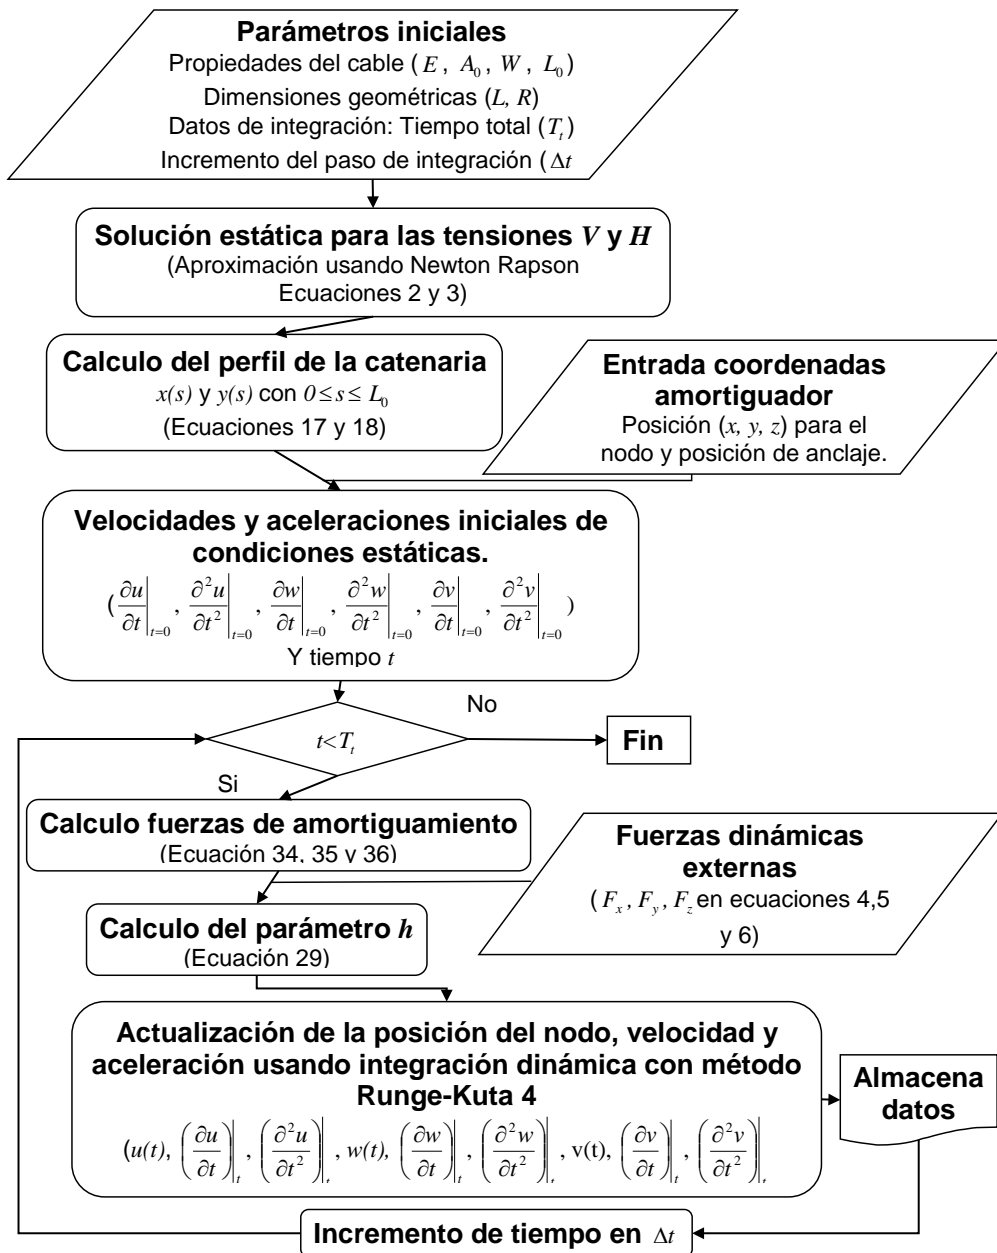 Parámetros iniciales
Propiedades del cable ( E , A₀ , W , L₀ )
Dimensiones geométricas (L, R)
Datos de integración: Tiempo total ( Tₜ )
Incremento del paso de integración ( Δt
Solución estática para las tensiones V y H
(Aproximación usando Newton Rapson
Ecuaciones 2 y 3)
Calculo del perfil de la catenaria
x(s) y y(s) con 0 ≤ s ≤ L₀
(Ecuaciones 17 y 18)
Entrada coordenadas
amortiguador
Posición (x, y, z) para el
nodo y posición de anclaje.
Velocidades y aceleraciones iniciales de
condiciones estáticas.
( ∂u/∂t |t=0 , ∂²u/∂t² |t=0 , ∂w/∂t |t=0 , ∂²w/∂t² |t=0 , ∂v/∂t |t=0 , ∂²v/∂t² |t=0 )
Y tiempo t
No
t<Tₜ
Fin
Si
Calculo fuerzas de amortiguamiento
(Ecuación 34, 35 y 36)
Fuerzas dinámicas
externas
( Fₓ , F_y , F_z en ecuaciones 4,5
y 6)
Calculo del parámetro h
(Ecuación 29)
Actualización de la posición del nodo, velocidad y
aceleración usando integración dinámica con método
Runge-Kuta 4
(u(t), (∂u/∂t)|t , (∂²u/∂t²)|t , w(t), (∂w/∂t)|t , (∂²w/∂t²)|t , v(t), (∂v/∂t)|t , (∂²v/∂t²)|t
Almacena
datos
Incremento de tiempo en Δt